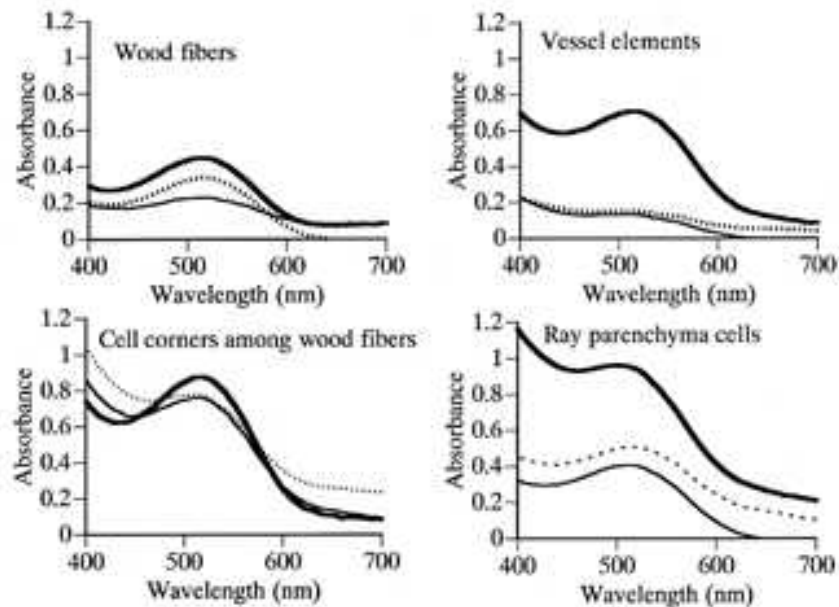 Wood fibers
Absorbance
1.2
1
0.8
0.6
0.4
0.2
0
400 500 600 700
Wavelength (nm)
Vessel elements
Absorbance
1.2
1
0.8
0.6
0.4
0.2
0
400 500 600 700
Wavelength (nm)
Cell corners among wood fibers
Absorbance
1.2
1
0.8
0.6
0.4
0.2
0
400 500 600 700
Wavelength (nm)
Ray parenchyma cells
Absorbance
1.2
1
0.8
0.6
0.4
0.2
0
400 500 600 700
Wavelength (nm)